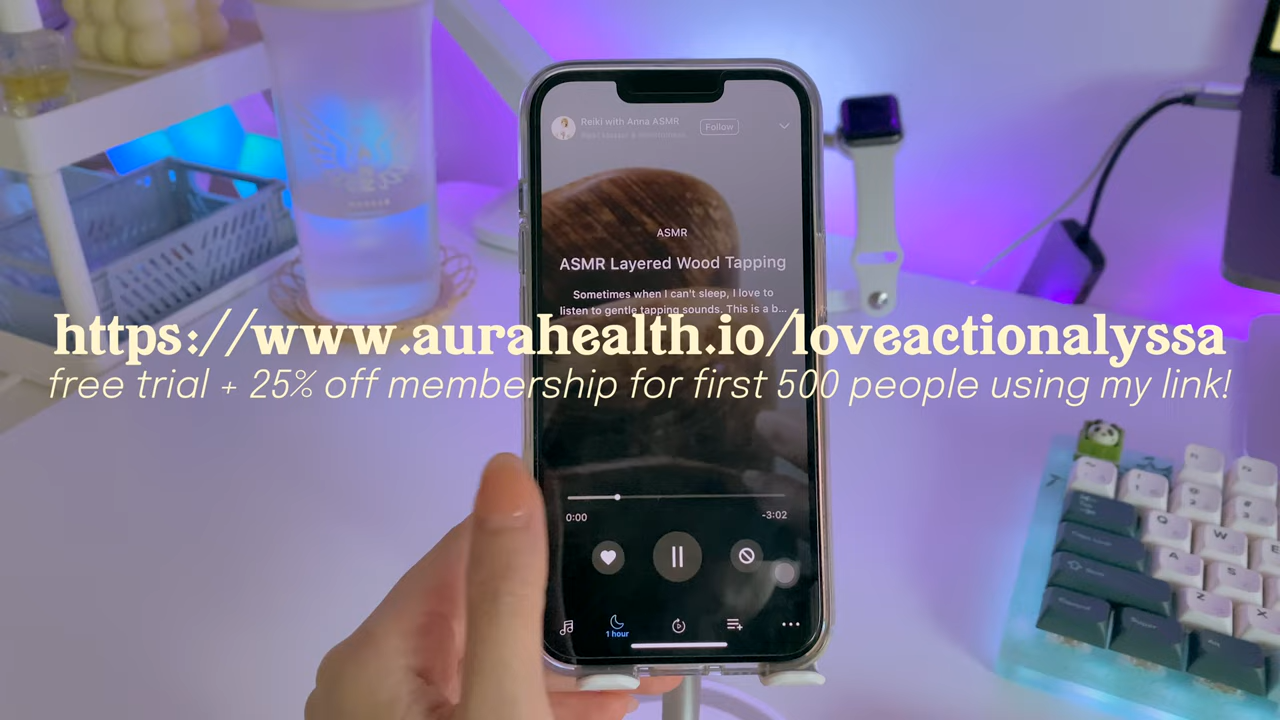 Reiki with Anna ASMR
Follow
ASMR
ASMR Layered Wood Tapping
Sometimes when I can't sleep, I love to
listen to gentle tapping sounds. This is a b...
https://www.aurahealth.io/loveactionalyssa
free trial + 25% off membership for first 500 people using my link!
0:00
-3:02
1 hour
Q
W
E
A
S
Z
X